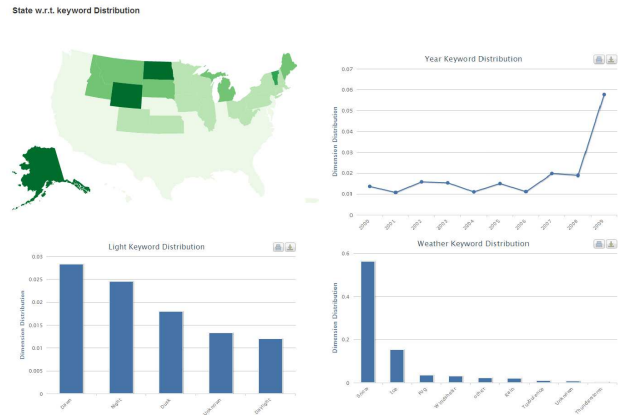 State w.r.t. keyword Distribution
Year Keyword Distribution
Dimension Distribution
0.07
0.06
0.05
0.04
0.03
0.02
0.01
0
2000
2001
2002
2003
2004
2005
2006
2007
2008
2009
Light Keyword Distribution
Dimension Distribution
0.03
0.025
0.02
0.015
0.01
0.005
0
Dawn
Night
Dusk
Unknown
Daylight
Weather Keyword Distribution
Dimension Distribution
0.6
0.4
0.2
0
Snow
Ice
Fog
other
Rain
Turbulence
Unknown
Thunderstorm